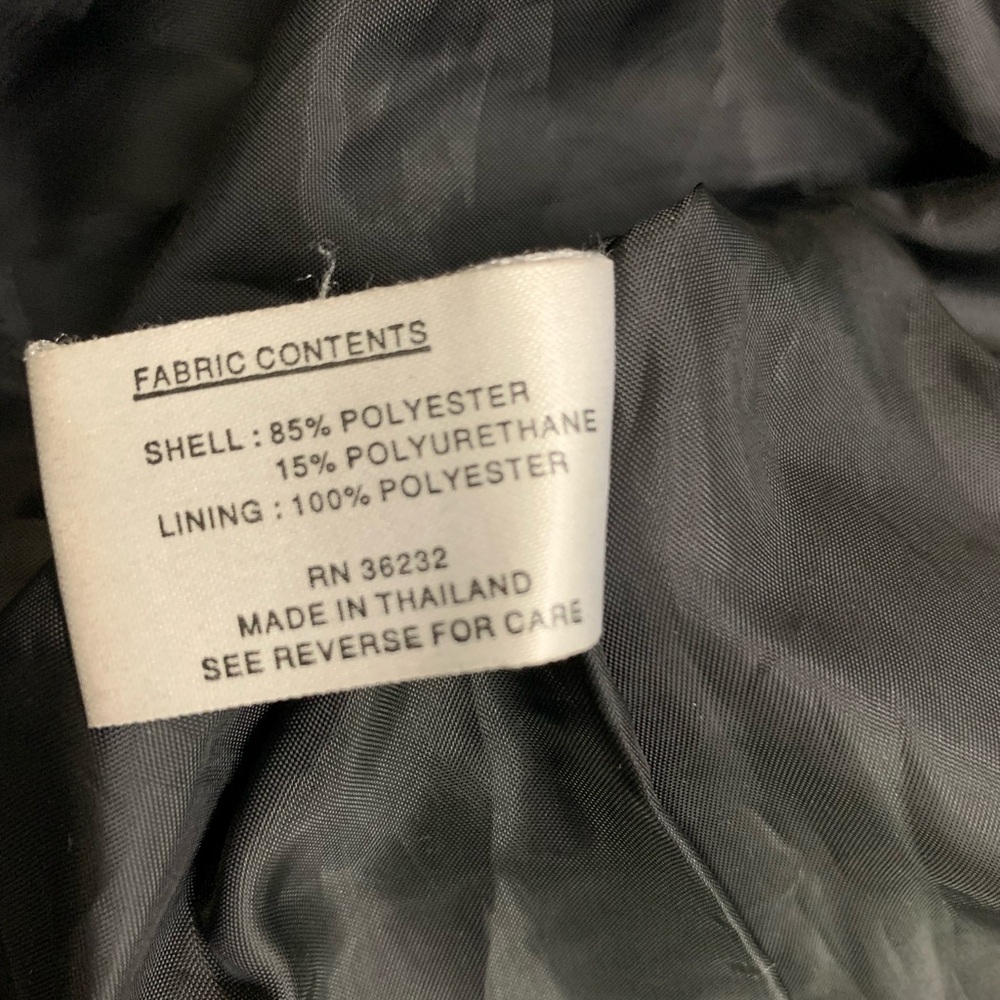 FABRIC CONTENTS
SHELL : 85% POLYESTER
15% POLYURETHANE
LINING : 100% POLYESTER
RN 36232
MADE IN THAILAND
SEE REVERSE FOR CARE